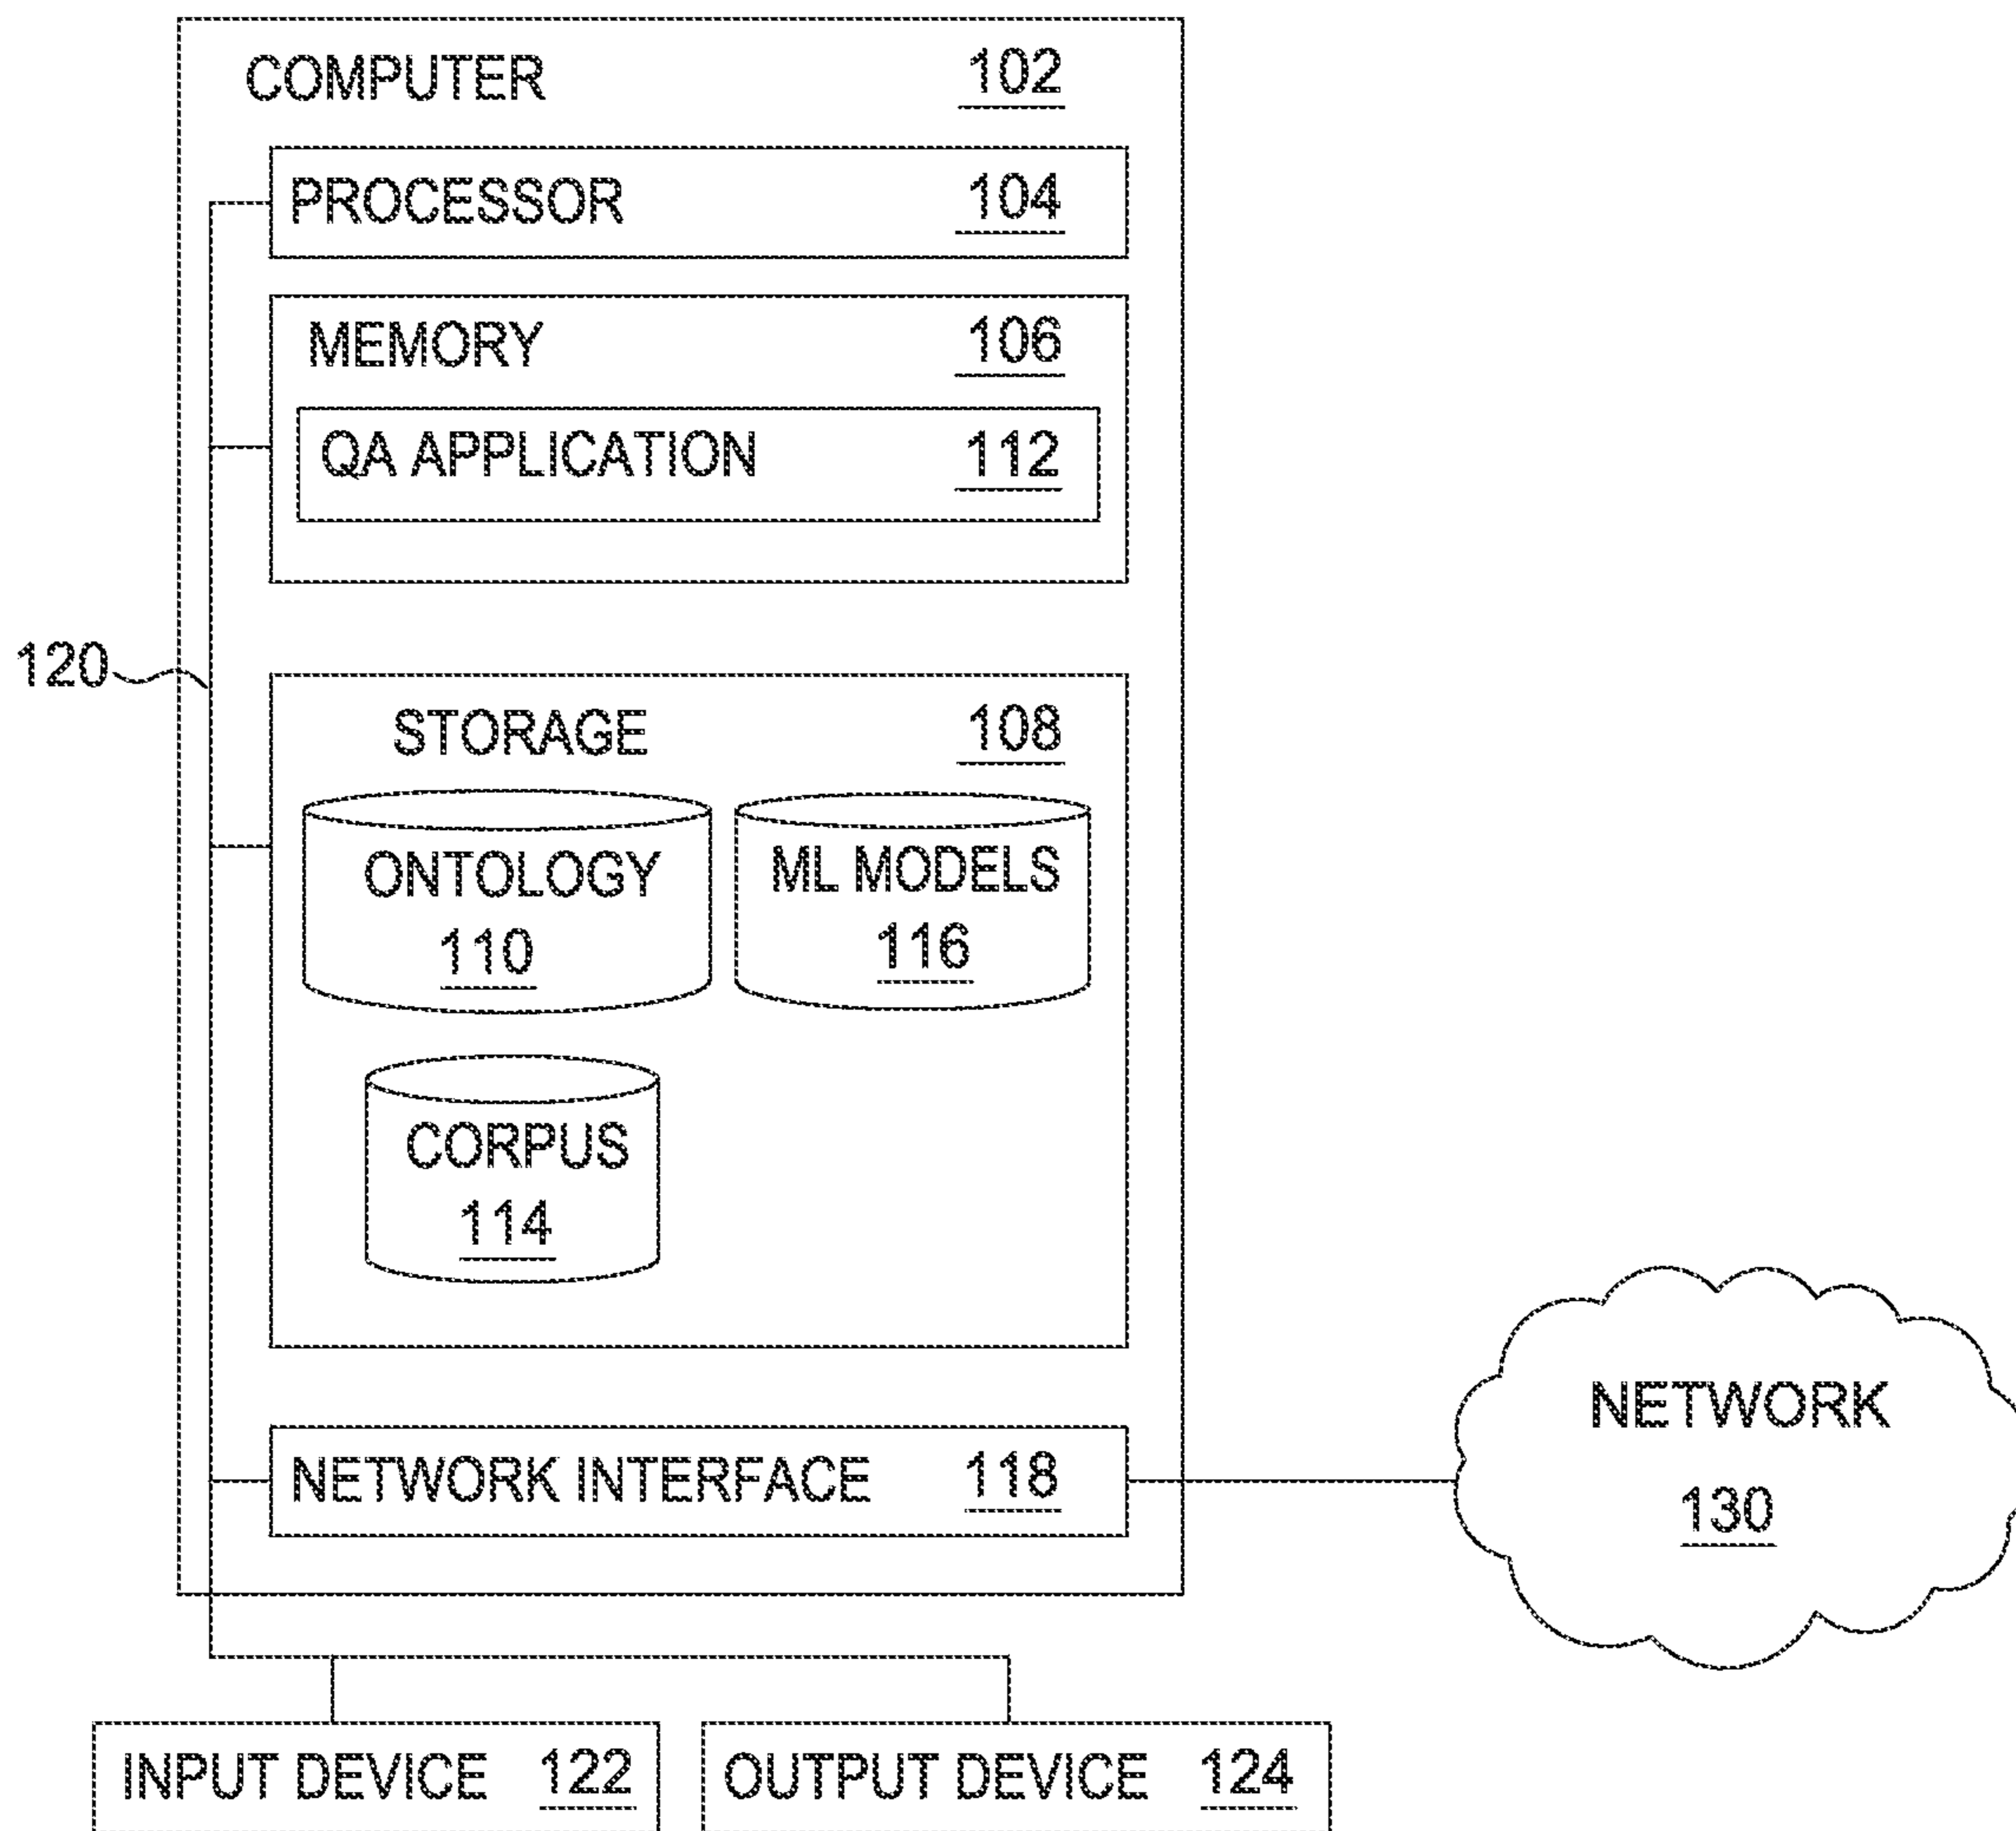 COMPUTER 102
PROCESSOR 104
MEMORY 106
QA APPLICATION 112
120
STORAGE 108
ONTOLOGY
110
ML MODELS
116
CORPUS
114
NETWORK INTERFACE 118
NETWORK
130
INPUT DEVICE 122
OUTPUT DEVICE 124